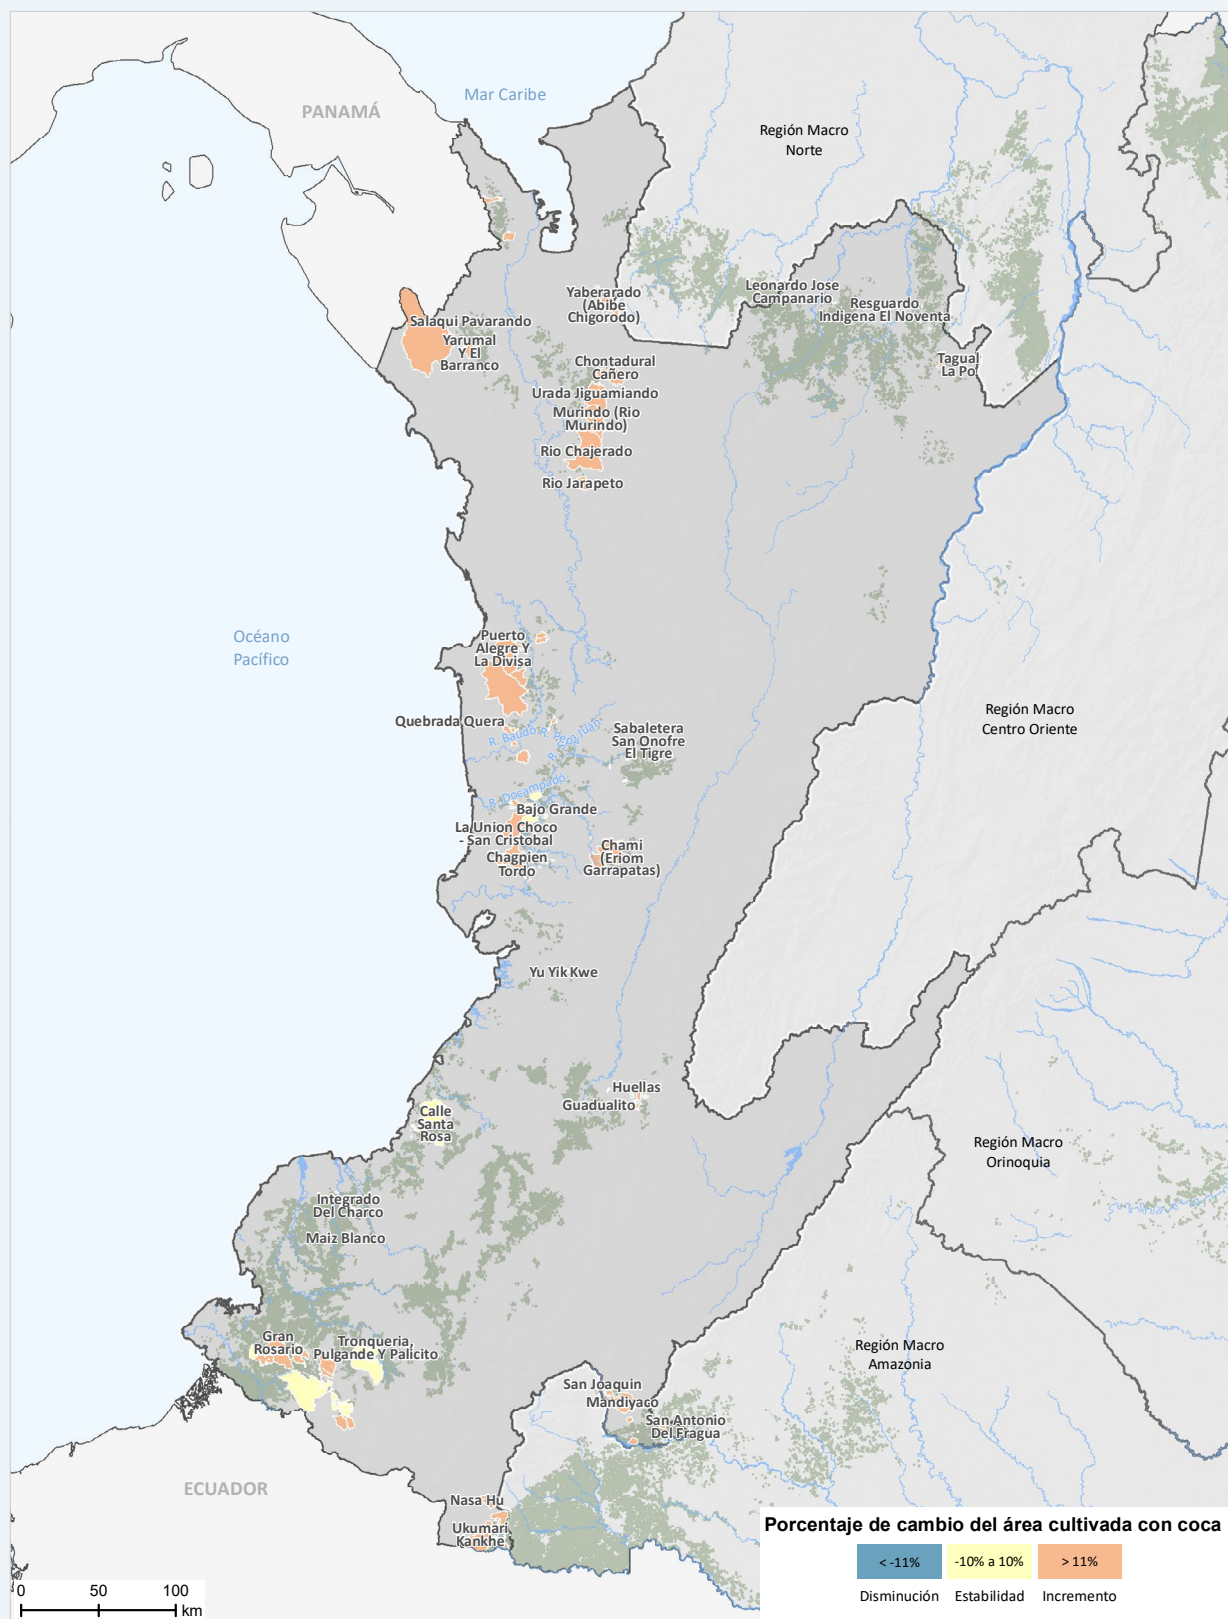 Mar Caribe
PANAMÁ
Región Macro
Norte
Yaberarado
(Abibe
Chigorodo)
Leonardo Jose
Campanario
Resguardo
Indigena El Noventa
Salaqui Pavarando
Yarumal
Y El
Barranco
Tagual
La Po
Chontadural
Cañero
Urada Jiguamiando
Murindo (Rio
Murindo)
Rio Chajerado
Rio Jarapeto
Océano
Pacífico
Puerto
Alegre Y
La Divisa
Región Macro
Centro Oriente
Quebrada Quera
R. Baudó
R. Pepé
Sabaletera
San Onofre
El Tigre
R. Docampadó
Bajo Grande
La Union Choco
- San Cristobal
Chagpien
Tordo
Chami
(Eriom
Garrapatas)
Yu Yik Kwe
Huellas
Guadualito
Calle
Santa
Rosa
Región Macro
Orinoquia
Integrado
Del Charco
Maiz Blanco
Gran
Rosario
Tronqueria,
Pulgande Y Palicito
Región Macro
Amazonia
San Joaquin
Mandiyaco
San Antonio
Del Fragua
ECUADOR
Nasa Hu
Ukumari
Kankhe
Porcentaje de cambio del área cultivada con coca
< -11% -10% a 10% > 11%
Disminución Estabilidad Incremento
0 50 100
km